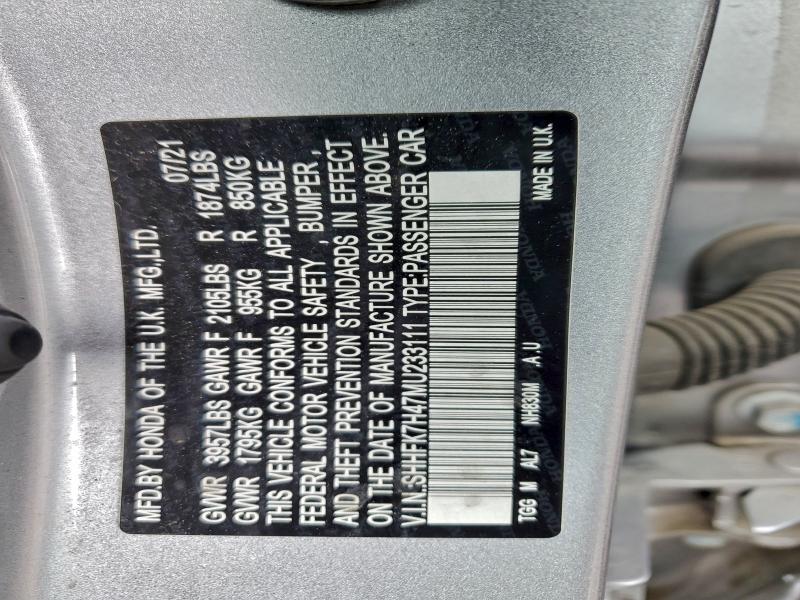 MFD.BY HONDA OF THE U.K. MFG.,LTD. 07/21
GVWR 3957LBS GAWR F 2105LBS R 1874LBS
GVWR 1795KG GAWR F 955KG R 850KG
THIS VEHICLE CONFORMS TO ALL APPLICABLE
FEDERAL MOTOR VEHICLE SAFETY , BUMPER ,
AND THEFT PREVENTION STANDARDS IN EFFECT
ON THE DATE OF MANUFACTURE SHOWN ABOVE.
V.I.N.:SHHFK7H47MU233111 TYPE:PASSENGER CAR
TGG M AL7 NH830M A U MADE IN U.K.